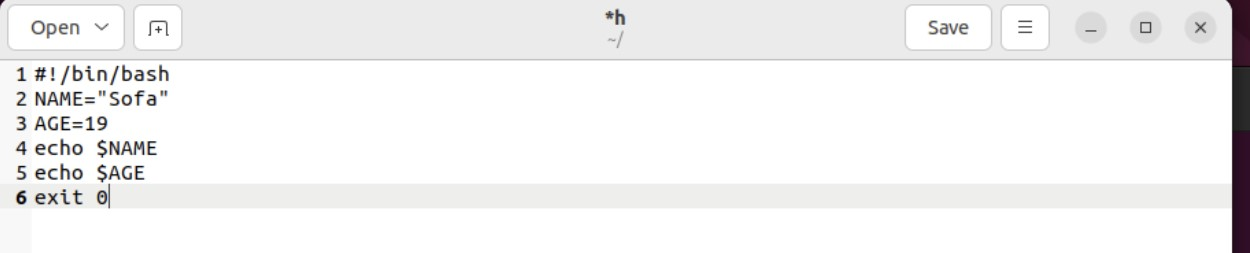 Open
*h
~/
Save
1 #!/bin/bash
2 NAME="Sofa"
3 AGE=19
4 echo $NAME
5 echo $AGE
6 exit 0